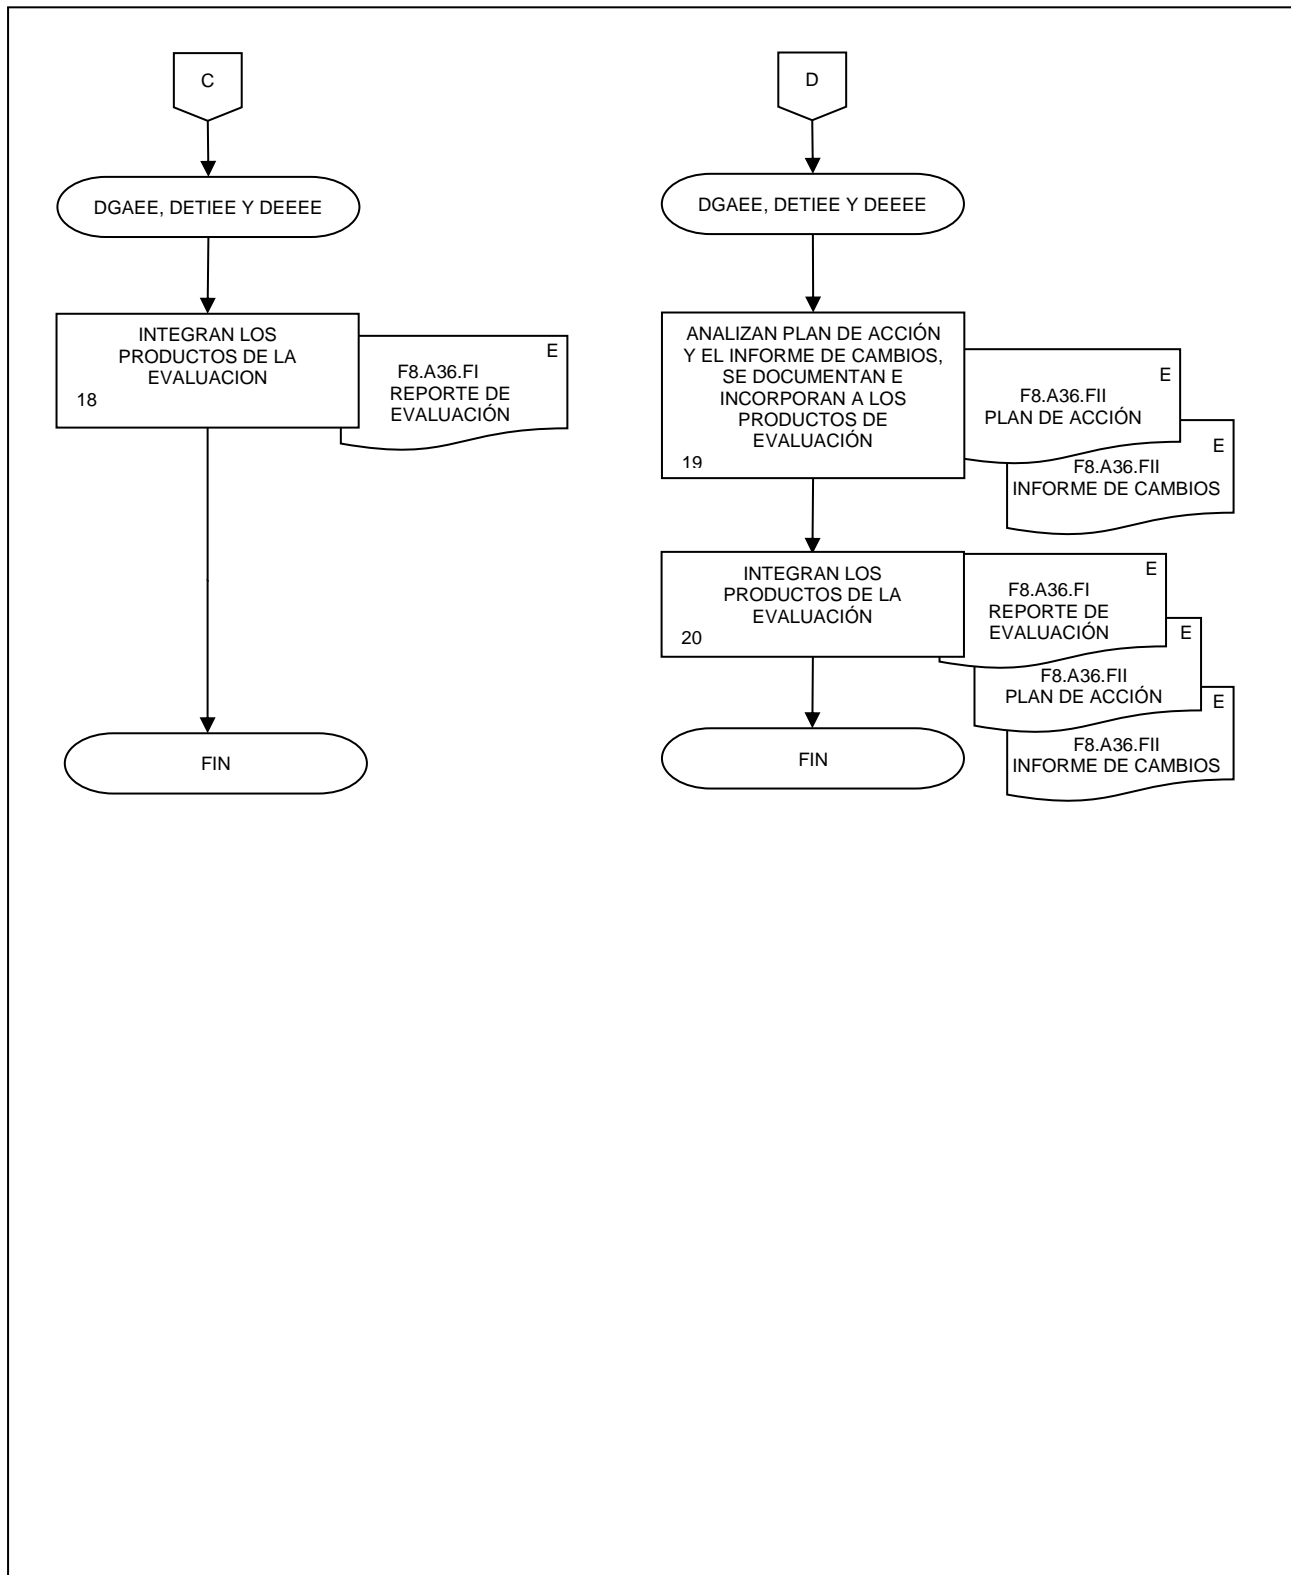 C
DGAEE, DETIEE Y DEEEE
INTEGRAN LOS
PRODUCTOS DE LA
EVALUACION
18
E
F8.A36.FI
REPORTE DE
EVALUACIÓN
FIN
D
DGAEE, DETIEE Y DEEEE
ANALIZAN PLAN DE ACCIÓN
Y EL INFORME DE CAMBIOS,
SE DOCUMENTAN E
INCORPORAN A LOS
PRODUCTOS DE
EVALUACIÓN
19
E
F8.A36.FII
PLAN DE ACCIÓN
E
F8.A36.FII
INFORME DE CAMBIOS
INTEGRAN LOS
PRODUCTOS DE LA
EVALUACIÓN
20
E
F8.A36.FI
REPORTE DE
EVALUACIÓN
E
F8.A36.FII
PLAN DE ACCIÓN
E
F8.A36.FII
INFORME DE CAMBIOS
FIN